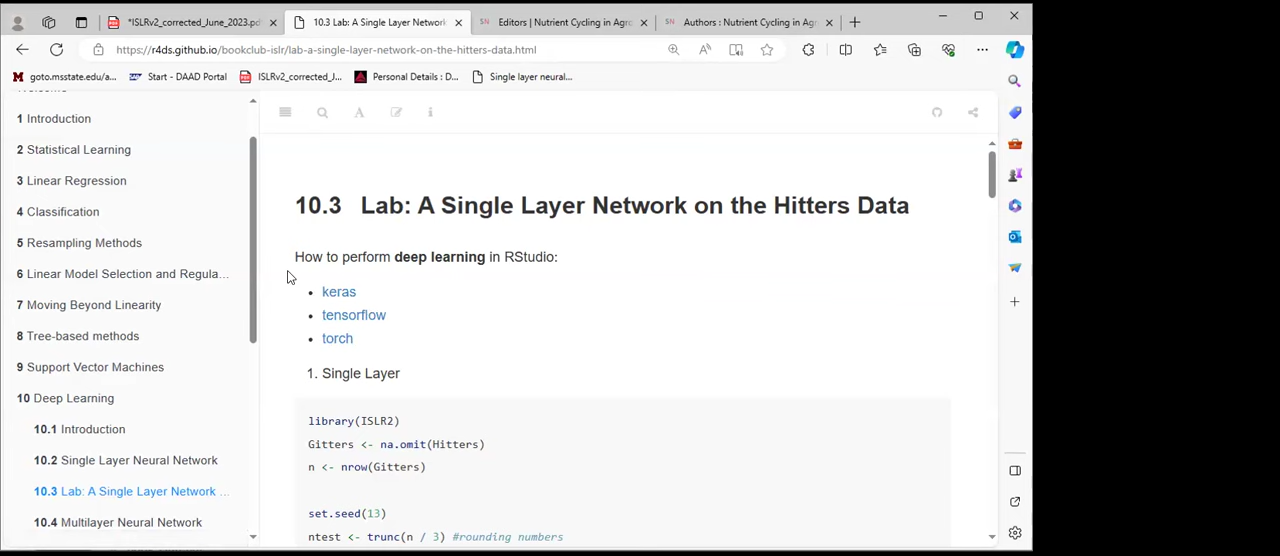 *ISLRv2_corrected_June_2023.pd
10.3 Lab: A Single Layer Network
Editors | Nutrient Cycling in Agro
Authors : Nutrient Cycling in Agro
https://r4ds.github.io/bookclub-islr/lab-a-single-layer-network-on-the-hitters-data.html
goto.msstate.edu/a...
Start - DAAD Portal
ISLRv2_corrected_J...
Personal Details : D...
Single layer neural...
1 Introduction
2 Statistical Learning
3 Linear Regression
4 Classification
5 Resampling Methods
6 Linear Model Selection and Regula...
7 Moving Beyond Linearity
8 Tree-based methods
9 Support Vector Machines
10 Deep Learning
10.1 Introduction
10.2 Single Layer Neural Network
10.3 Lab: A Single Layer Network ...
10.4 Multilayer Neural Network
10.3 Lab: A Single Layer Network on the Hitters Data
How to perform deep learning in RStudio:
• keras
• tensorflow
• torch
1. Single Layer
library(ISLR2)
Gitters <- na.omit(Hitters)
n <- nrow(Gitters)
set.seed(13)
ntest <- trunc(n / 3) #rounding numbers